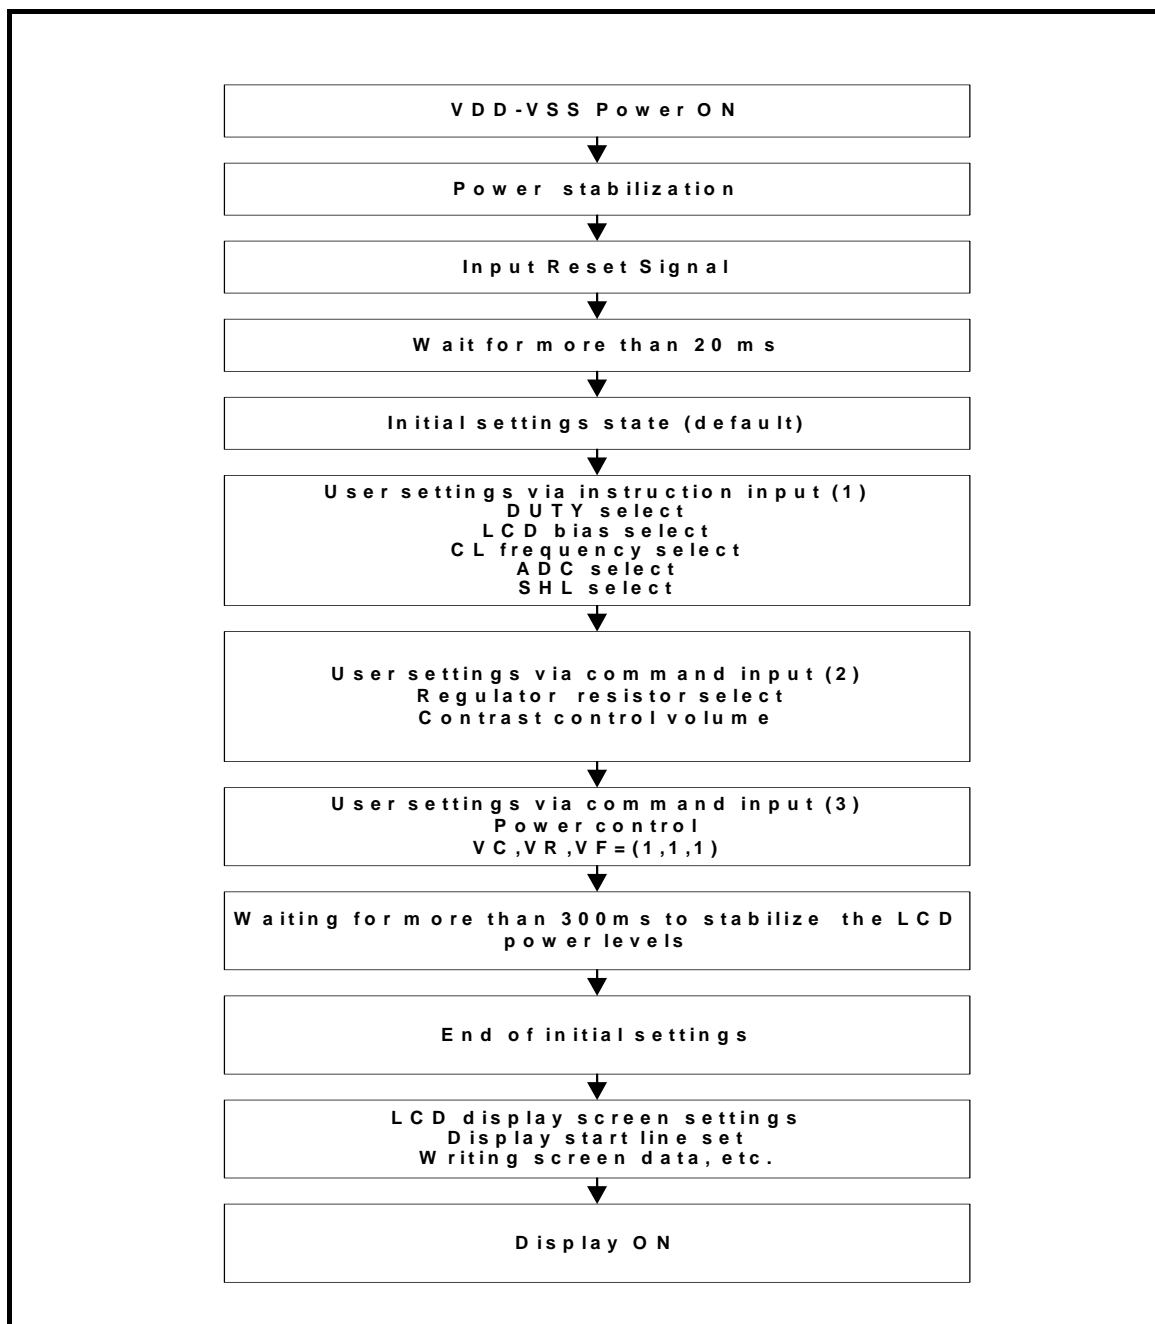 VDD-VSS Power ON
Power stabilization
Input Reset Signal
Wait for more than 20 ms
Initial settings state (default)
User settings via instruction input (1)
DUTY select
LCD bias select
CL frequency select
ADC select
SHL select
User settings via command input (2)
Regulator resistor select
Contrast control volume
User settings via command input (3)
Power control
VC,VR,VF=(1,1,1)
Waiting for more than 300ms to stabilize the LCD
power levels
End of initial settings
LCD display screen settings
Display start line set
Writing screen data, etc.
Display ON